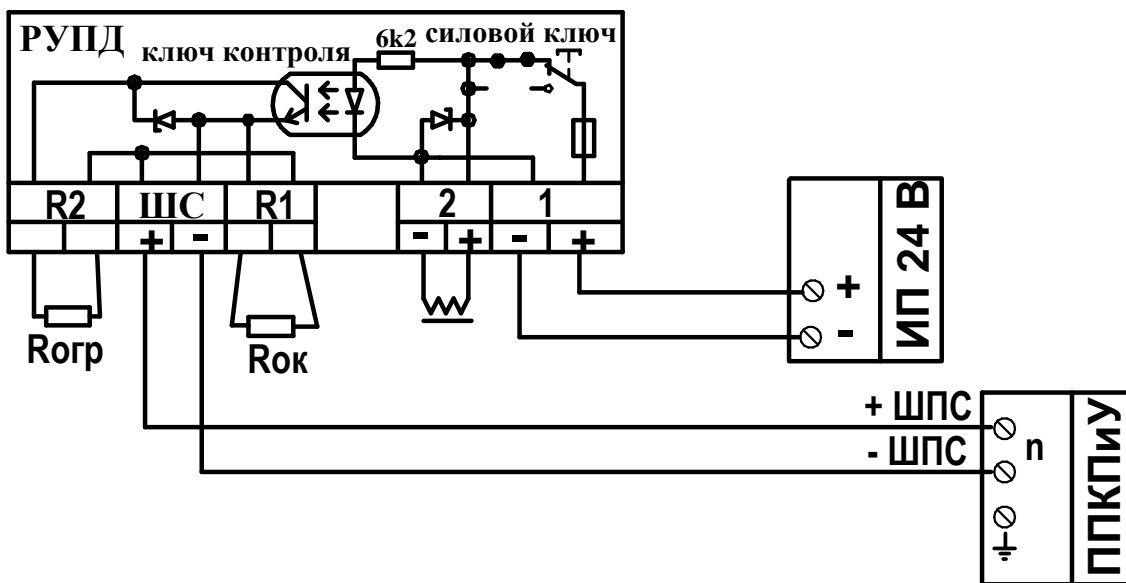 РУПД
ключ контроля
6k2
силовой ключ
R2
ШС
R1
2
1
+
-
-
+
-
+
Rогр
Rок
+
-
ИП 24 В
+ ШПС
- ШПС
n
ППКПиУ